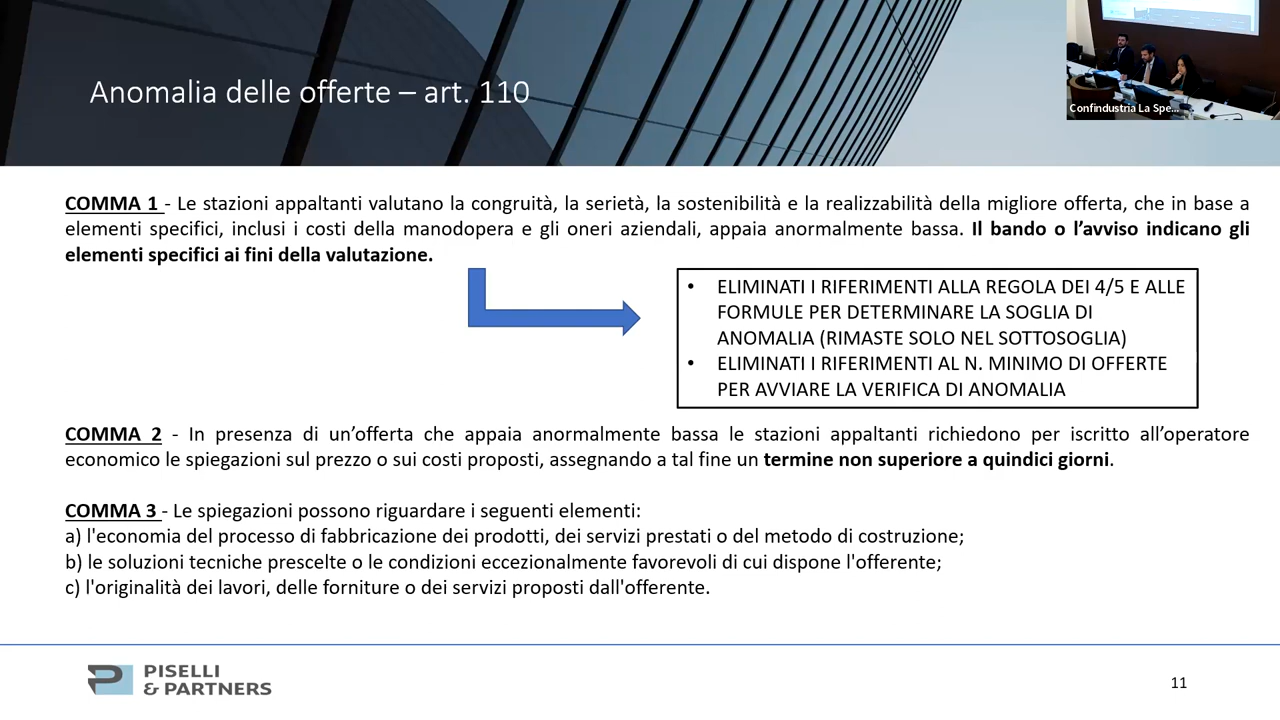 Anomalia delle offerte – art. 110
Confindustria La Spe...
COMMA 1 - Le stazioni appaltanti valutano la congruità, la serietà, la sostenibilità e la realizzabilità della migliore offerta, che in base a
elementi specifici, inclusi i costi della manodopera e gli oneri aziendali, appaia anormalmente bassa. Il bando o l’avviso indicano gli
elementi specifici ai fini della valutazione.
• ELIMINATI I RIFERIMENTI ALLA REGOLA DEI 4/5 E ALLE
FORMULE PER DETERMINARE LA SOGLIA DI
ANOMALIA (RIMASTE SOLO NEL SOTTOSOGLIA)
• ELIMINATI I RIFERIMENTI AL N. MINIMO DI OFFERTE
PER AVVIARE LA VERIFICA DI ANOMALIA
COMMA 2 - In presenza di un’offerta che appaia anormalmente bassa le stazioni appaltanti richiedono per iscritto all’operatore
economico le spiegazioni sul prezzo o sui costi proposti, assegnando a tal fine un termine non superiore a quindici giorni.
COMMA 3 - Le spiegazioni possono riguardare i seguenti elementi:
a) l'economia del processo di fabbricazione dei prodotti, dei servizi prestati o del metodo di costruzione;
b) le soluzioni tecniche prescelte o le condizioni eccezionalmente favorevoli di cui dispone l'offerente;
c) l'originalità dei lavori, delle forniture o dei servizi proposti dall'offerente.
PISELLI
& PARTNERS
11